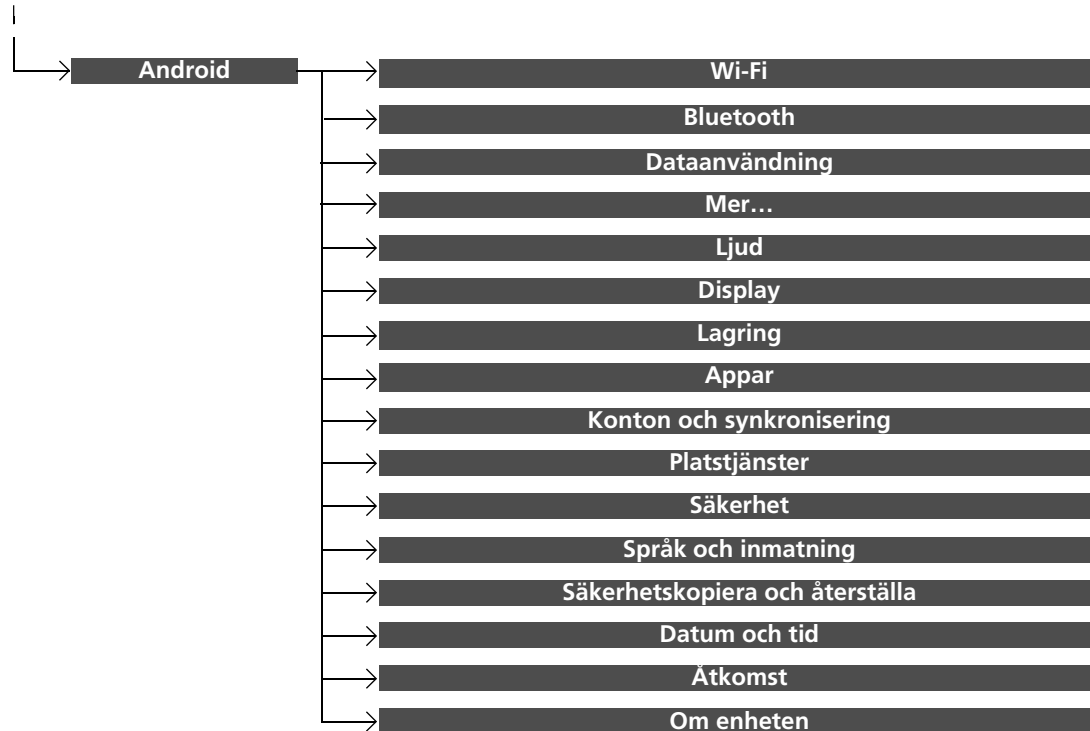 Android
Wi-Fi
Bluetooth
Dataanvändning
Mer…
Ljud
Display
Lagring
Appar
Konton och synkronisering
Platstjänster
Säkerhet
Språk och inmatning
Säkerhetskopiera och återställa
Datum och tid
Åtkomst
Om enheten